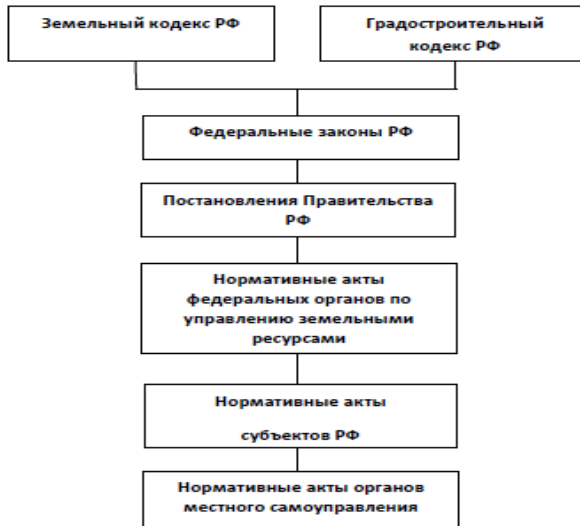 Земельный кодекс РФ
Градостроительный
кодекс РФ
Федеральные законы РФ
Постановления Правительства
РФ
Нормативные акты
федеральных органов по
управлению земельными
ресурсами
Нормативные акты
субъектов РФ
Нормативные акты органов
местного самоуправления